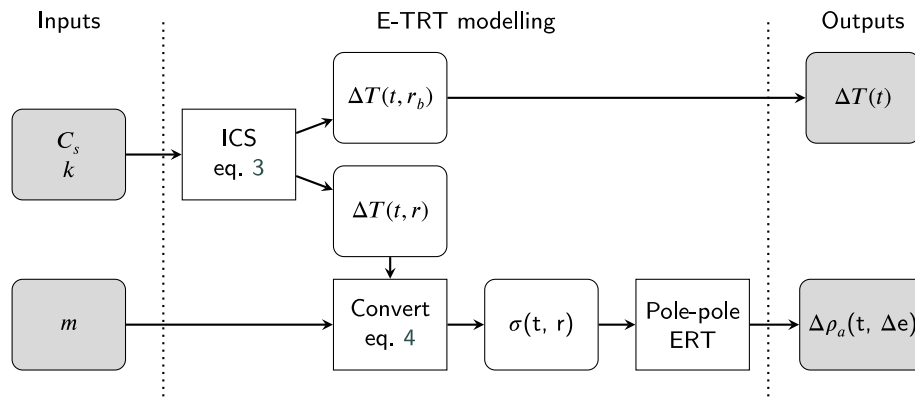 Inputs
E-TRT modelling
Outputs
C_s
k
ICS
eq. 3
ΔT(t, r_b)
ΔT(t)
ΔT(t, r)
m
Convert
eq. 4
σ(t, r)
Pole-pole
ERT
Δρ_a(t, Δe)